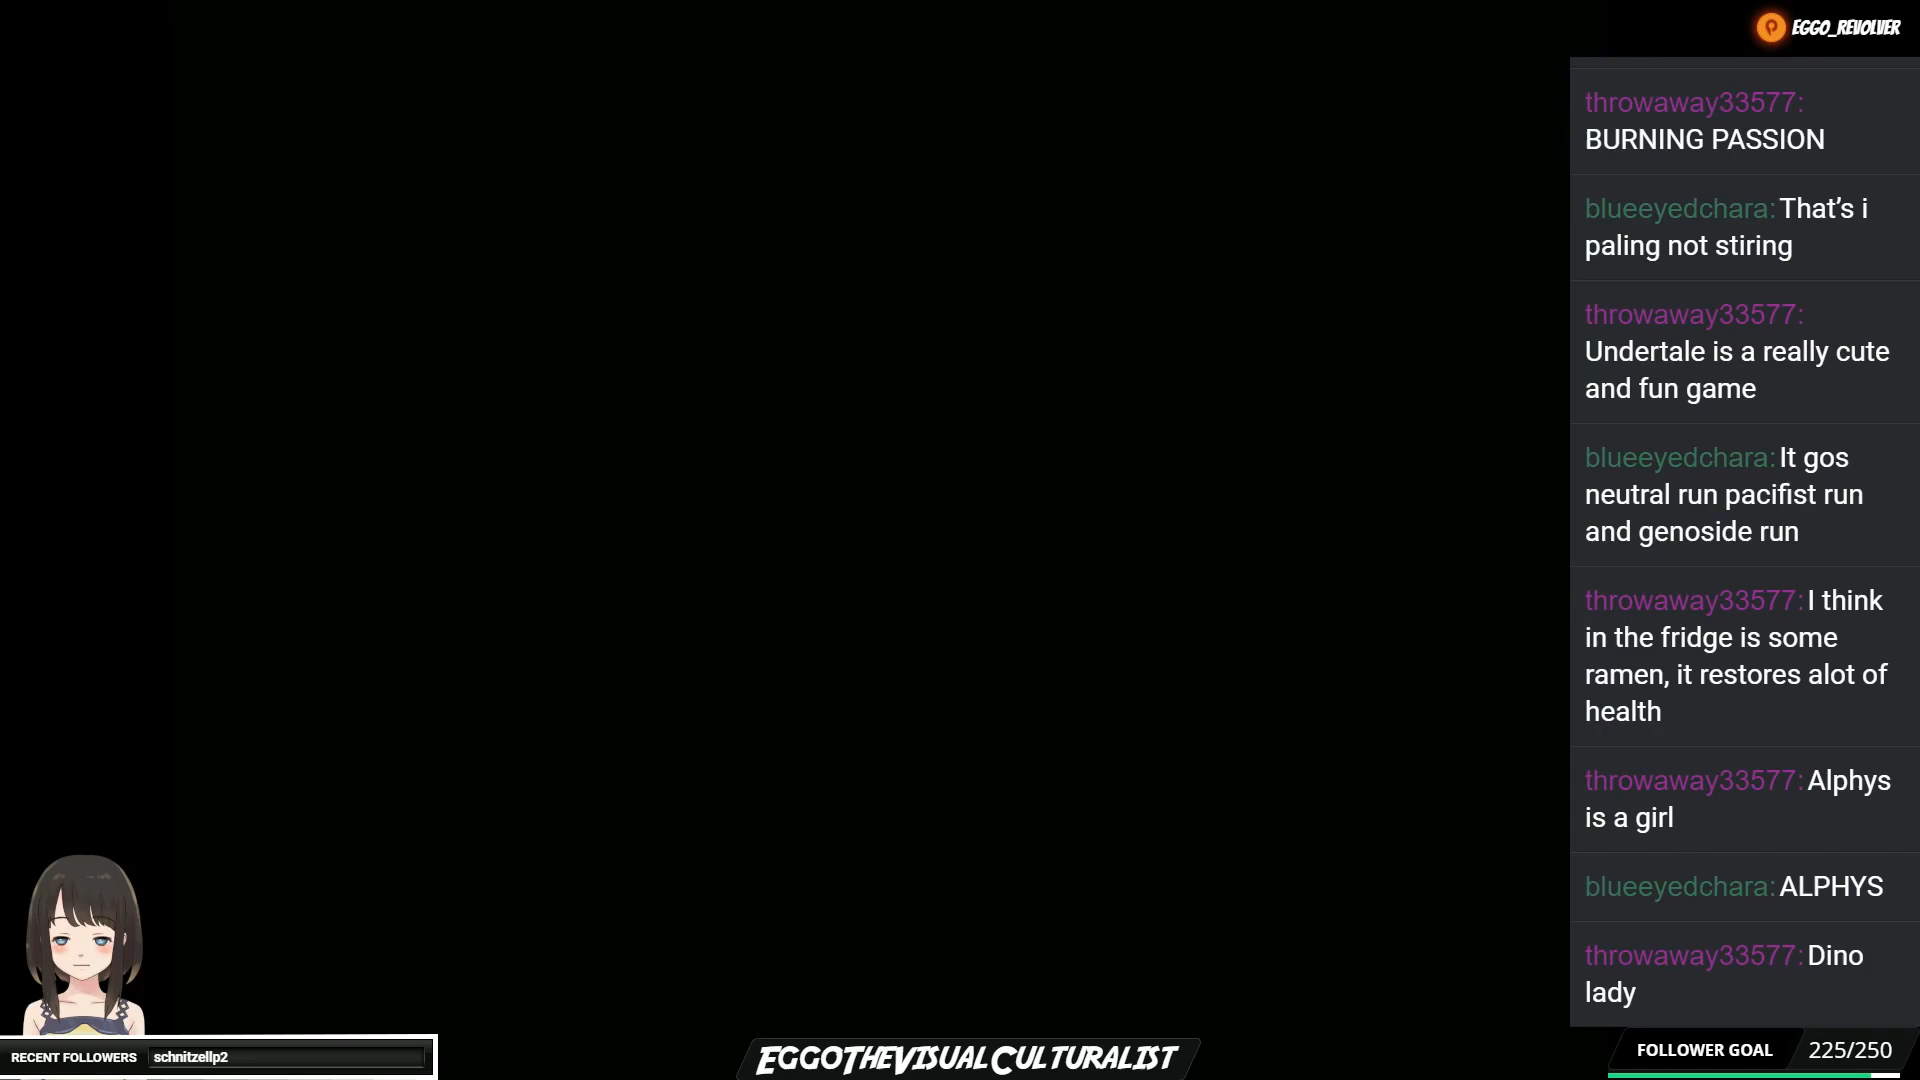 EGGO_REVOLVER
throwaway33577:
BURNING PASSION
blueeyedchara: That’s i
paling not stiring
throwaway33577:
Undertale is a really cute
and fun game
blueeyedchara: It gos
neutral run pacifist run
and genoside run
throwaway33577: I think
in the fridge is some
ramen, it restores alot of
health
throwaway33577: Alphys
is a girl
blueeyedchara: ALPHYS
throwaway33577: Dino
lady
RECENT FOLLOWERS schnitzellp2
EGGOTHEVISUALCULTURALIST
FOLLOWER GOAL 225/250